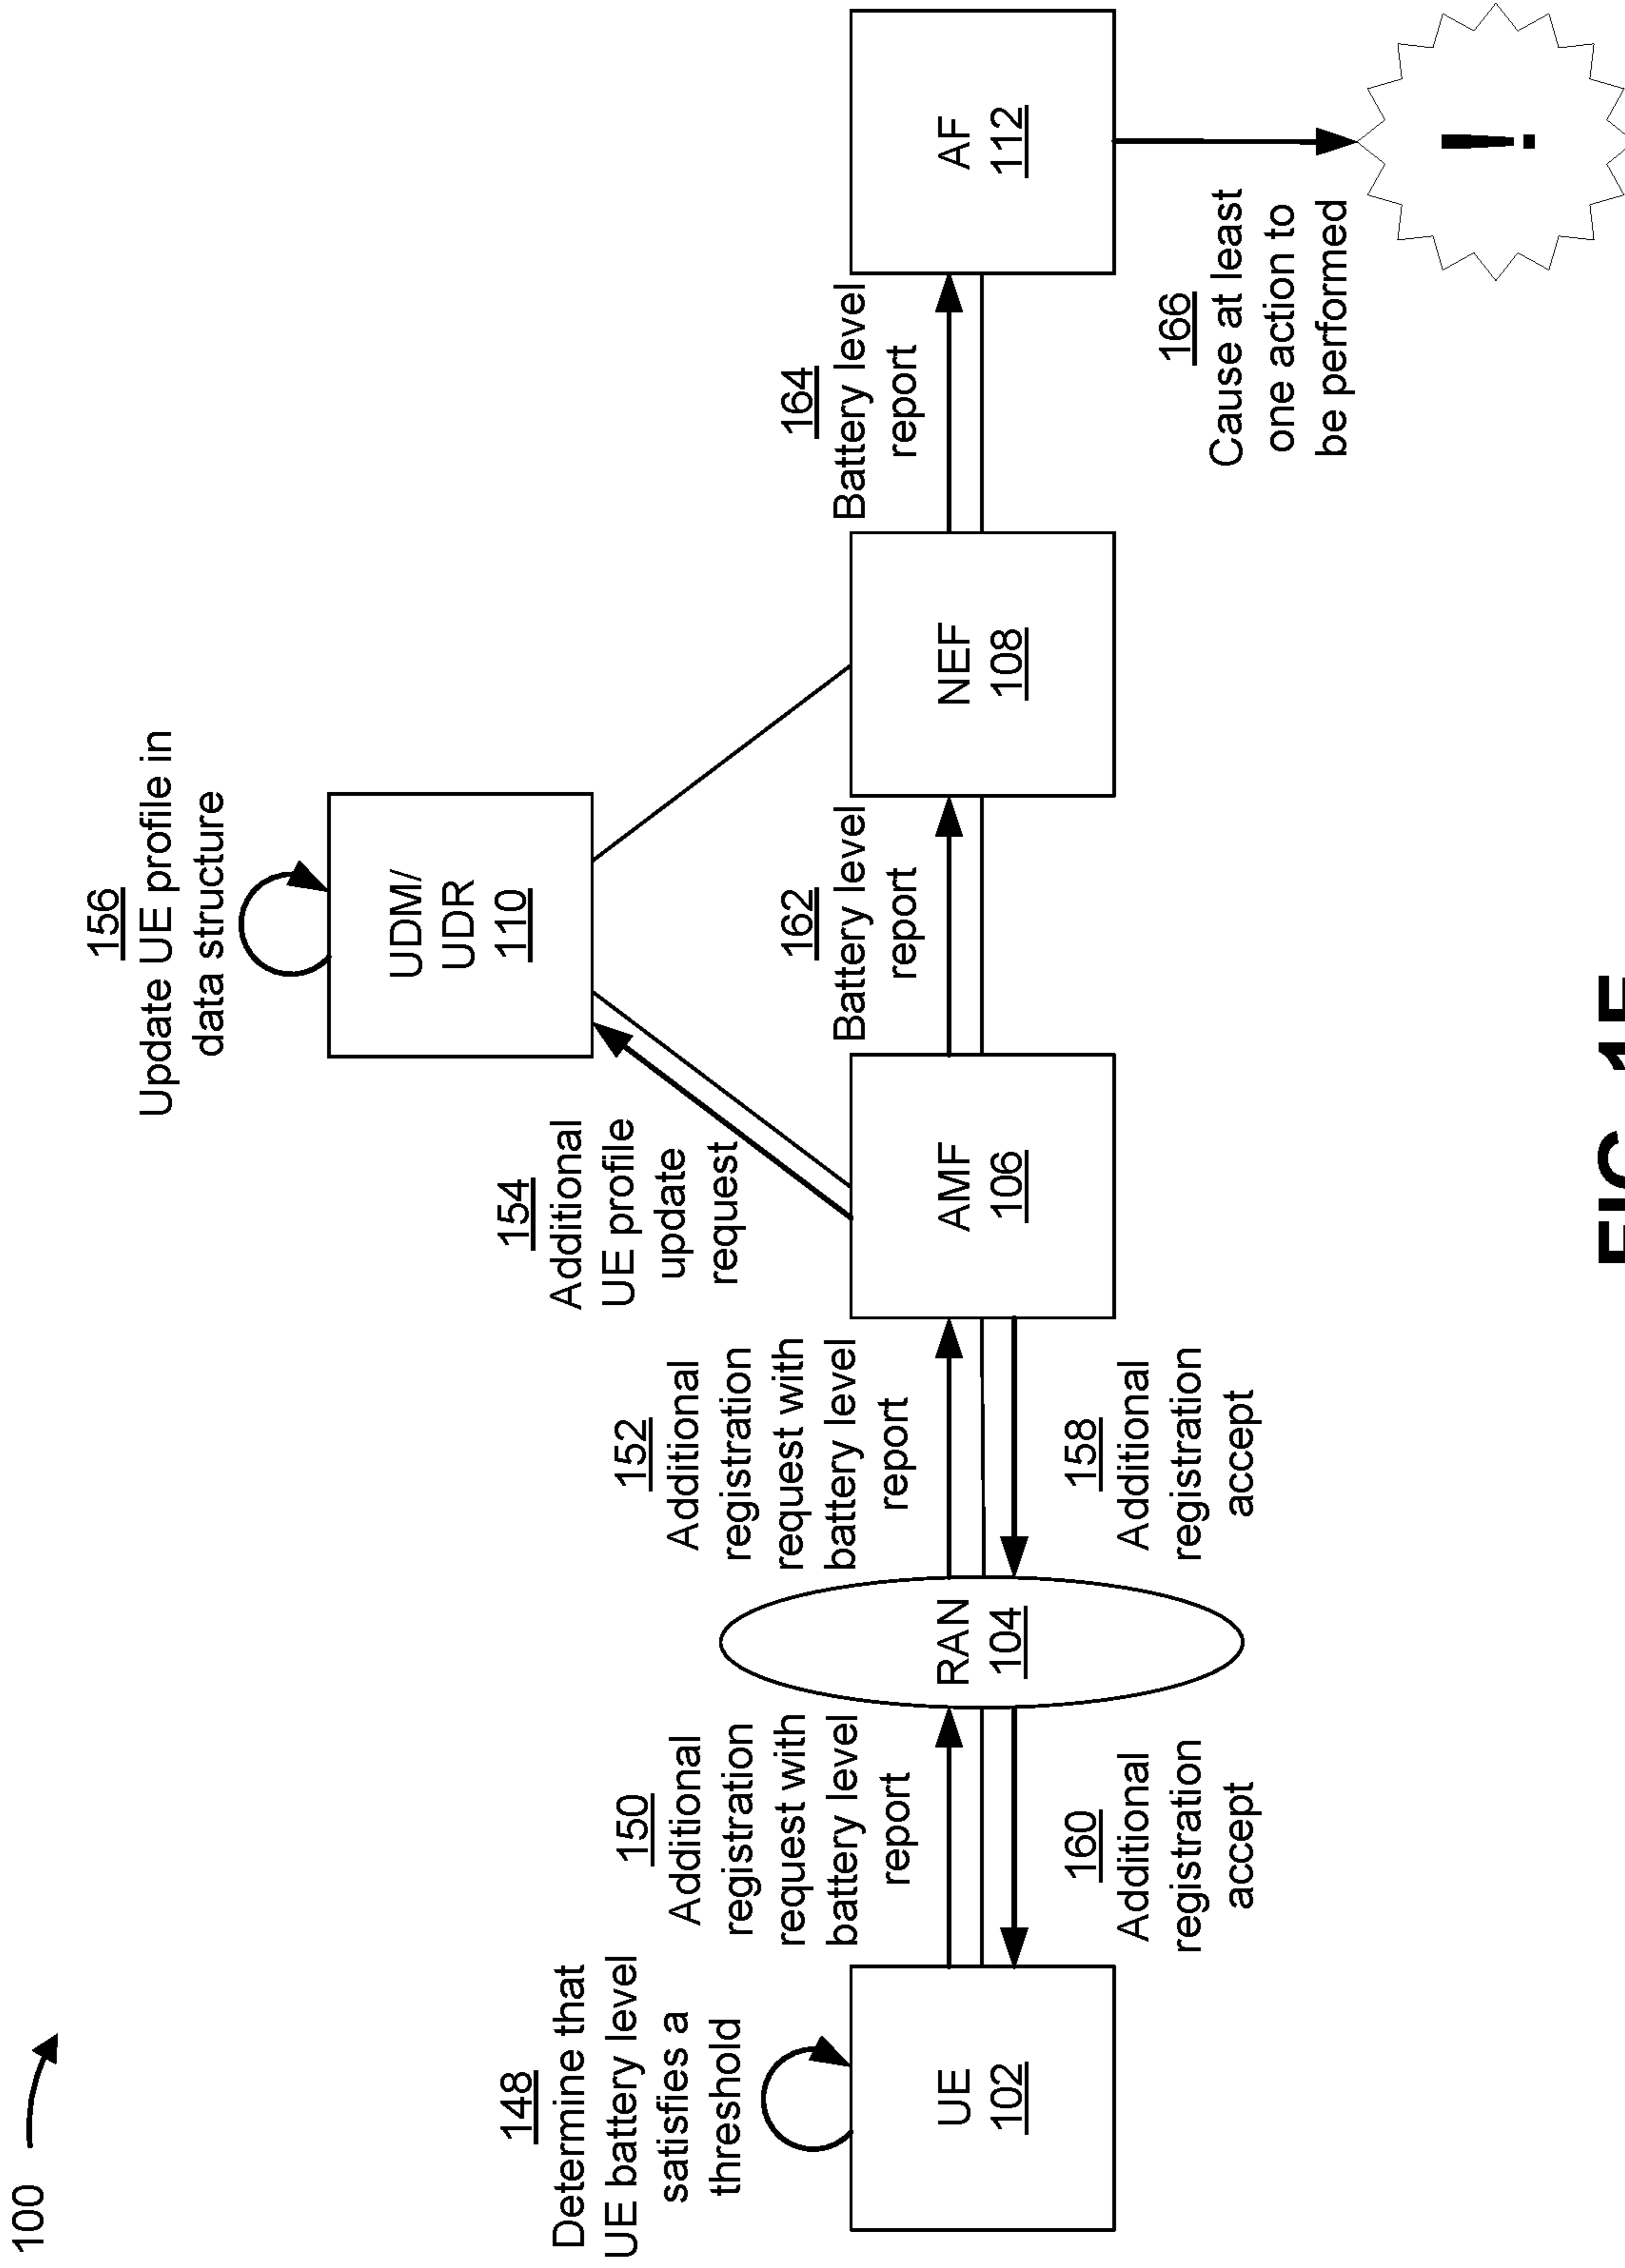 100
148
Determine that
UE battery level
satisfies a
threshold
UE
102
150
Additional
registration
request with
battery level
report
160
Additional
registration
accept
RAN
104
152
Additional
registration
request with
battery level
report
158
Additional
registration
accept
AMF
106
154
Additional
UE profile
update
request
156
Update UE profile in
data structure
UDM/
UDR
110
162
Battery level
report
NEF
108
164
Battery level
report
AF
112
166
Cause at least
one action to
be performed
!
FIG.